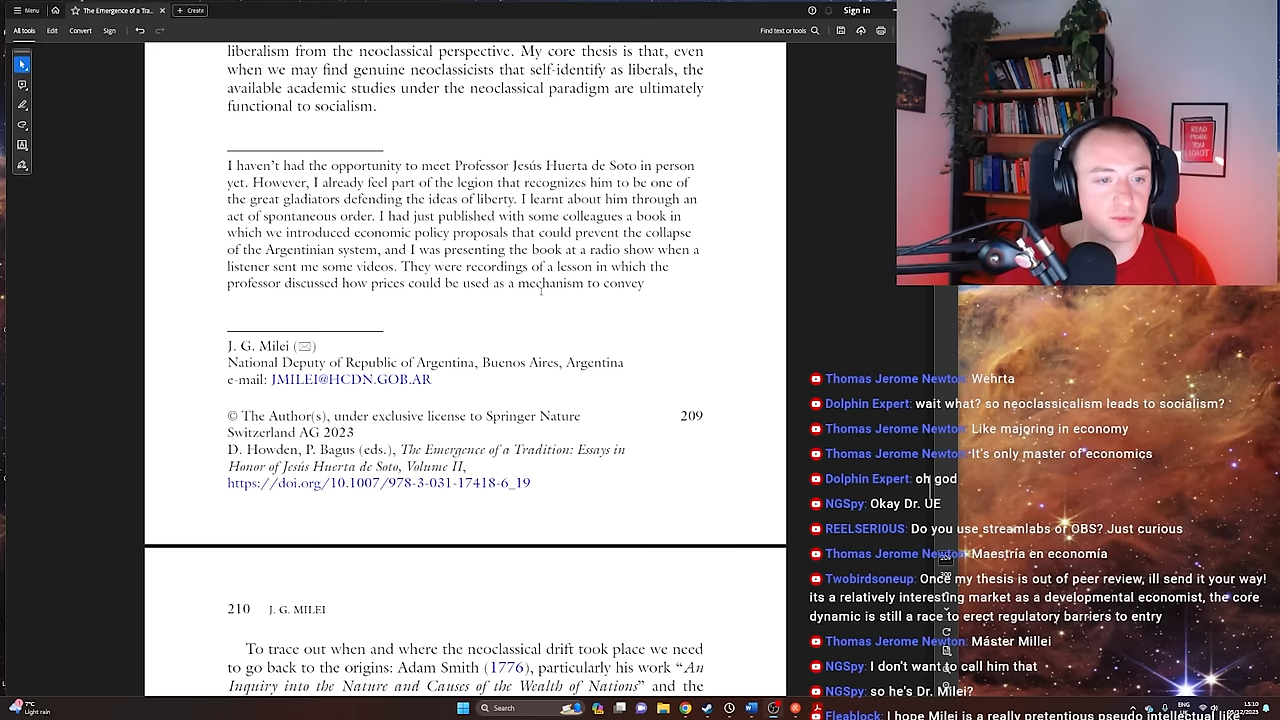 Menu
The Emergence of a Tra...
Create
Sign in
All tools
Edit
Convert
Sign
Find text or tools
liberalism from the neoclassical perspective. My core thesis is that, even
when we may find genuine neoclassicists that self-identify as liberals, the
available academic studies under the neoclassical paradigm are ultimately
functional to socialism.
I haven't had the opportunity to meet Professor Jesús Huerta de Soto in person
yet. However, I already feel part of the legion that recognizes him to be one of
the great gladiators defending the ideas of liberty. I learnt about him through an
act of spontaneous order. I had just published with some colleagues a book in
which we introduced economic policy proposals that could prevent the collapse
of the Argentinian system, and I was presenting the book at a radio show when a
listener sent me some videos. They were recordings of a lesson in which the
professor discussed how prices could be used as a mechanism to convey
J. G. Milei
National Deputy of Republic of Argentina, Buenos Aires, Argentina
e-mail: JMILEI@HCDN.GOB.AR
© The Author(s), under exclusive license to Springer Nature
Switzerland AG 2023
209
D. Howden, P. Bagus (eds.), The Emergence of a Tradition: Essays in
Honor of Jesús Huerta de Soto, Volume II,
https://doi.org/10.1007/978-3-031-17418-6_19
210 J. G. MILEI
To trace out when and where the neoclassical drift took place we need
to go back to the origins: Adam Smith (1776), particularly his work “An
Inquiry into the Nature and Causes of the Wealth of Nations” and the
READ
MORE
YOU
IDIOT
Thomas Jerome Newton: Wehrta
Dolphin Expert: wait what? so neoclassicalism leads to socialism?
Thomas Jerome Newton: Like majoring in economy
Thomas Jerome Newton: It's only master of economics
Dolphin Expert: oh god
NGSpy: Okay Dr. UE
REELSERI0US: Do you use streamlabs or OBS? Just curious
Thomas Jerome Newton: Maestría en economía
Twobirdsoneup: Once my thesis is out of peer review, ill send it your way!
its a relatively interesting market as a developmental economist, the core
dynamic is still a race to erect regulatory barriers to entry
Thomas Jerome Newton: Máster Millei
NGSpy: I don't want to call him that
NGSpy: so he's Dr. Milei?
Fleablock: I hope Milei is a really pretentious pseudo intellectual like
7°C
Light rain
Search
ENG
15:10